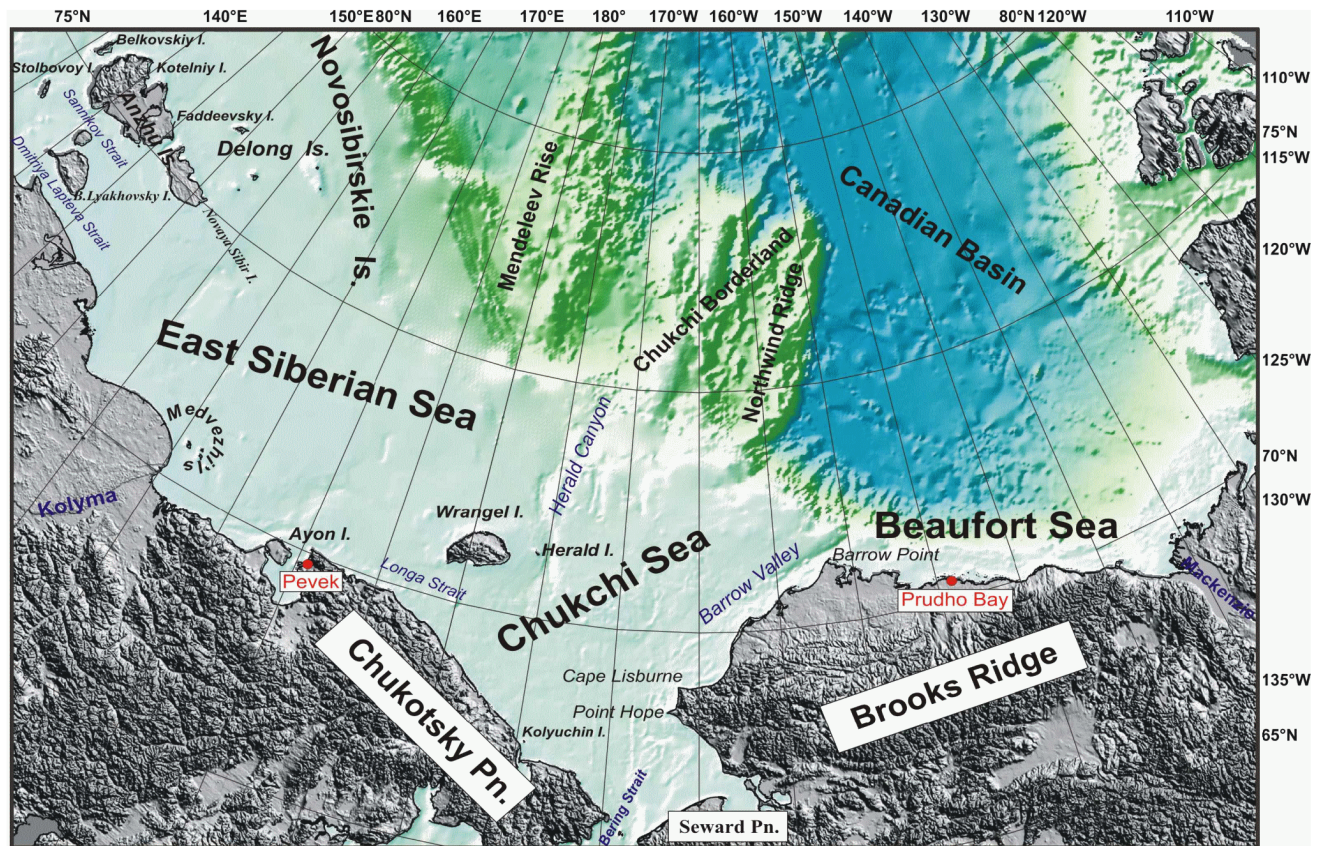 75°N 140°E 150°E 80°N 160°E 170°E 180° 170°W 160°W 150°W 140°W 130°W 80°N 120°W 110°W
Belkovskiy I.
Stolbovoy I.
Kotelniy I.
Sannikov Strait
Anzhu Is.
Faddeevsky I.
Delong Is.
Novosibirskie Is.
Dmitriya Lapteva Strait
B.Lyakhovsky I.
Novaya Sibir I.
Mendeleev Rise
Chukchi Borderland
Northwind Ridge
Canadian Basin
110°W
75°N
115°W
120°W
125°W
70°N
130°W
135°W
65°N
East Siberian Sea
Medvezhi's Is.
Kolyma
Herald Canyon
Wrangel I.
Herald I.
Ayon I.
Pevek
Longa Strait
Chukchi Sea
Barrow Valley
Beaufort Sea
Barrow Point
Prudho Bay
Mackenzie
Chukotsky Pn.
Brooks Ridge
Cape Lisburne
Point Hope
Kolyuchin I.
Bering Strait
Seward Pn.